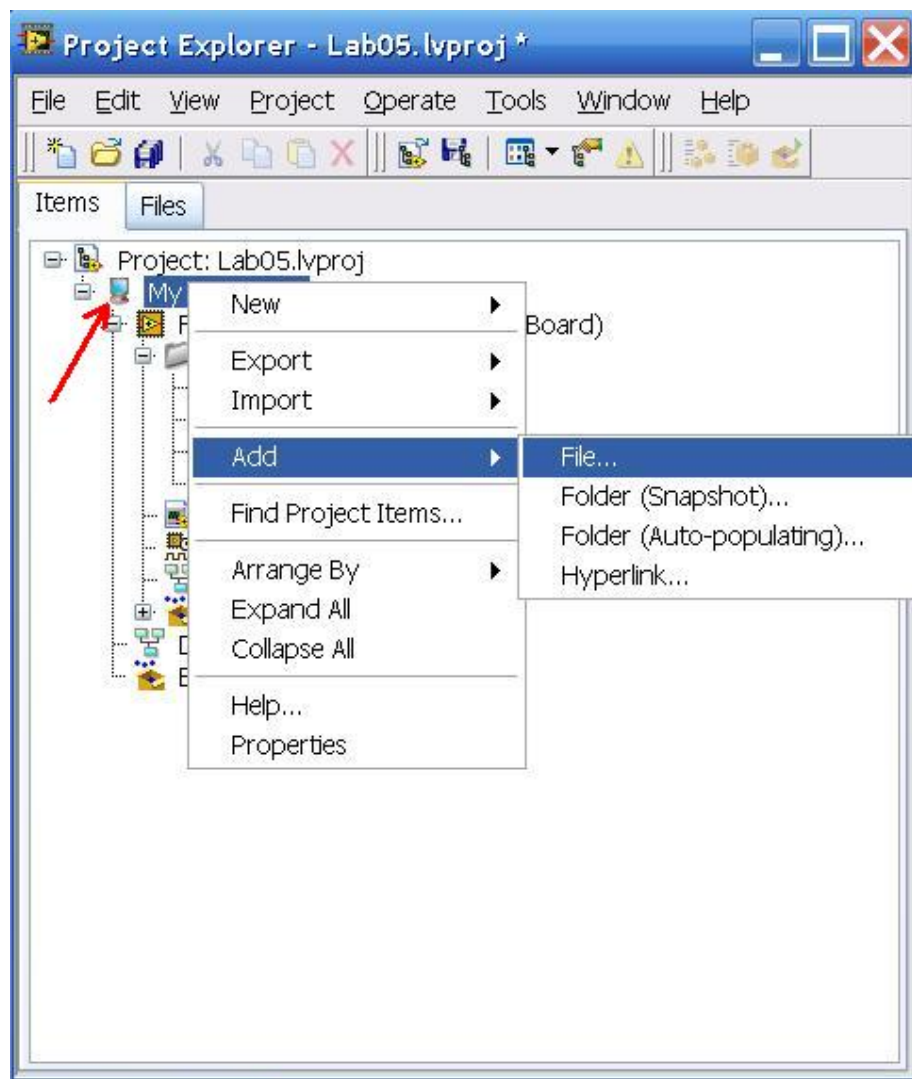 Project Explorer - Lab05.lvproj *
File Edit View Project Operate Tools Window Help
Items Files
Project: Lab05.lvproj
My
New
Board)
Export
Import
Add
File...
Folder (Snapshot)...
Find Project Items...
Folder (Auto-populating)...
Arrange By
Hyperlink...
Expand All
Collapse All
Help...
Properties